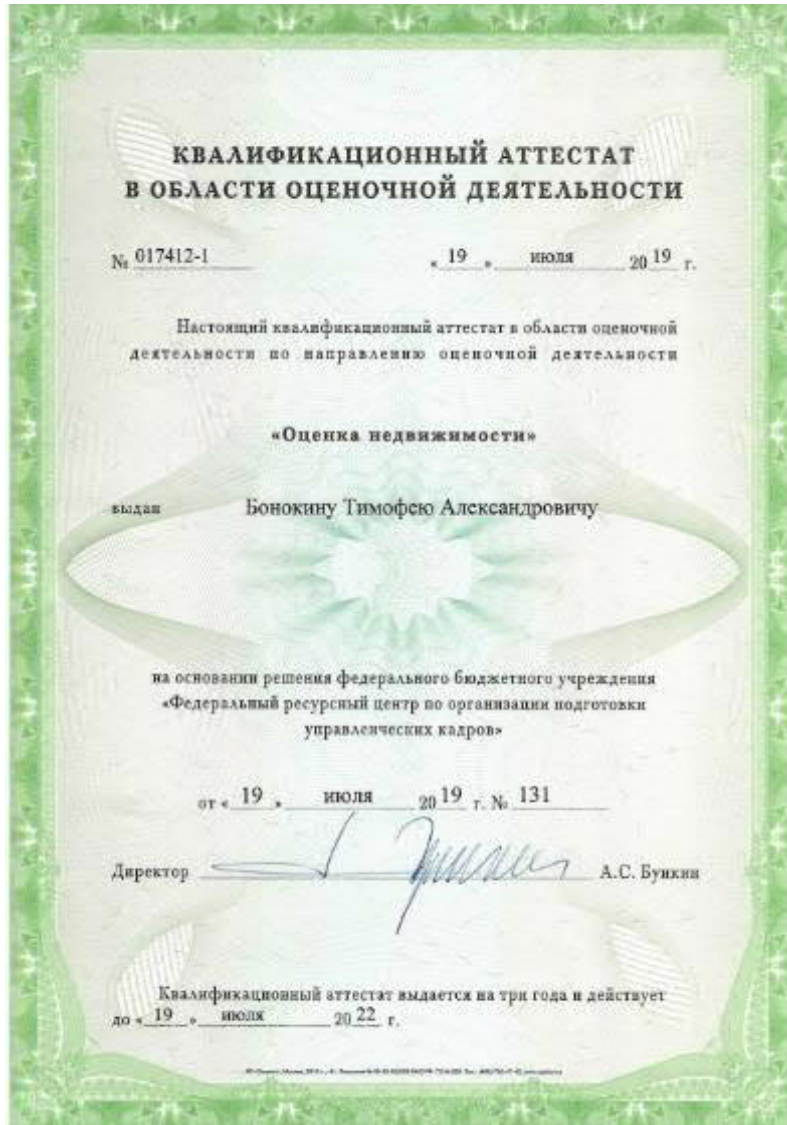 КВАЛИФИКАЦИОННЫЙ АТТЕСТАТ
В ОБЛАСТИ ОЦЕНОЧНОЙ ДЕЯТЕЛЬНОСТИ
№ 017412-1 « 19 » июля 20 19 г.
Настоящий квалификационный аттестат в области оценочной
деятельности по направлению оценочной деятельности
«Оценка недвижимости»
выдан Бонокину Тимофею Александровичу
на основании решения федерального бюджетного учреждения
«Федеральный ресурсный центр по организации подготовки
управленческих кадров»
от « 19 » июля 20 19 г. № 131
Директор А.С. Бункин
Квалификационный аттестат выдается на три года и действует
до « 19 » июля 20 22 г.